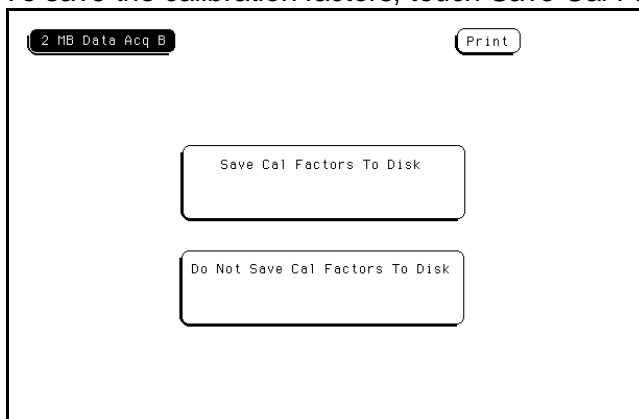 To save the calibration factors, touch Save Cal F
2 MB Data Acq B
Print
Save Cal Factors To Disk
Do Not Save Cal Factors To Disk